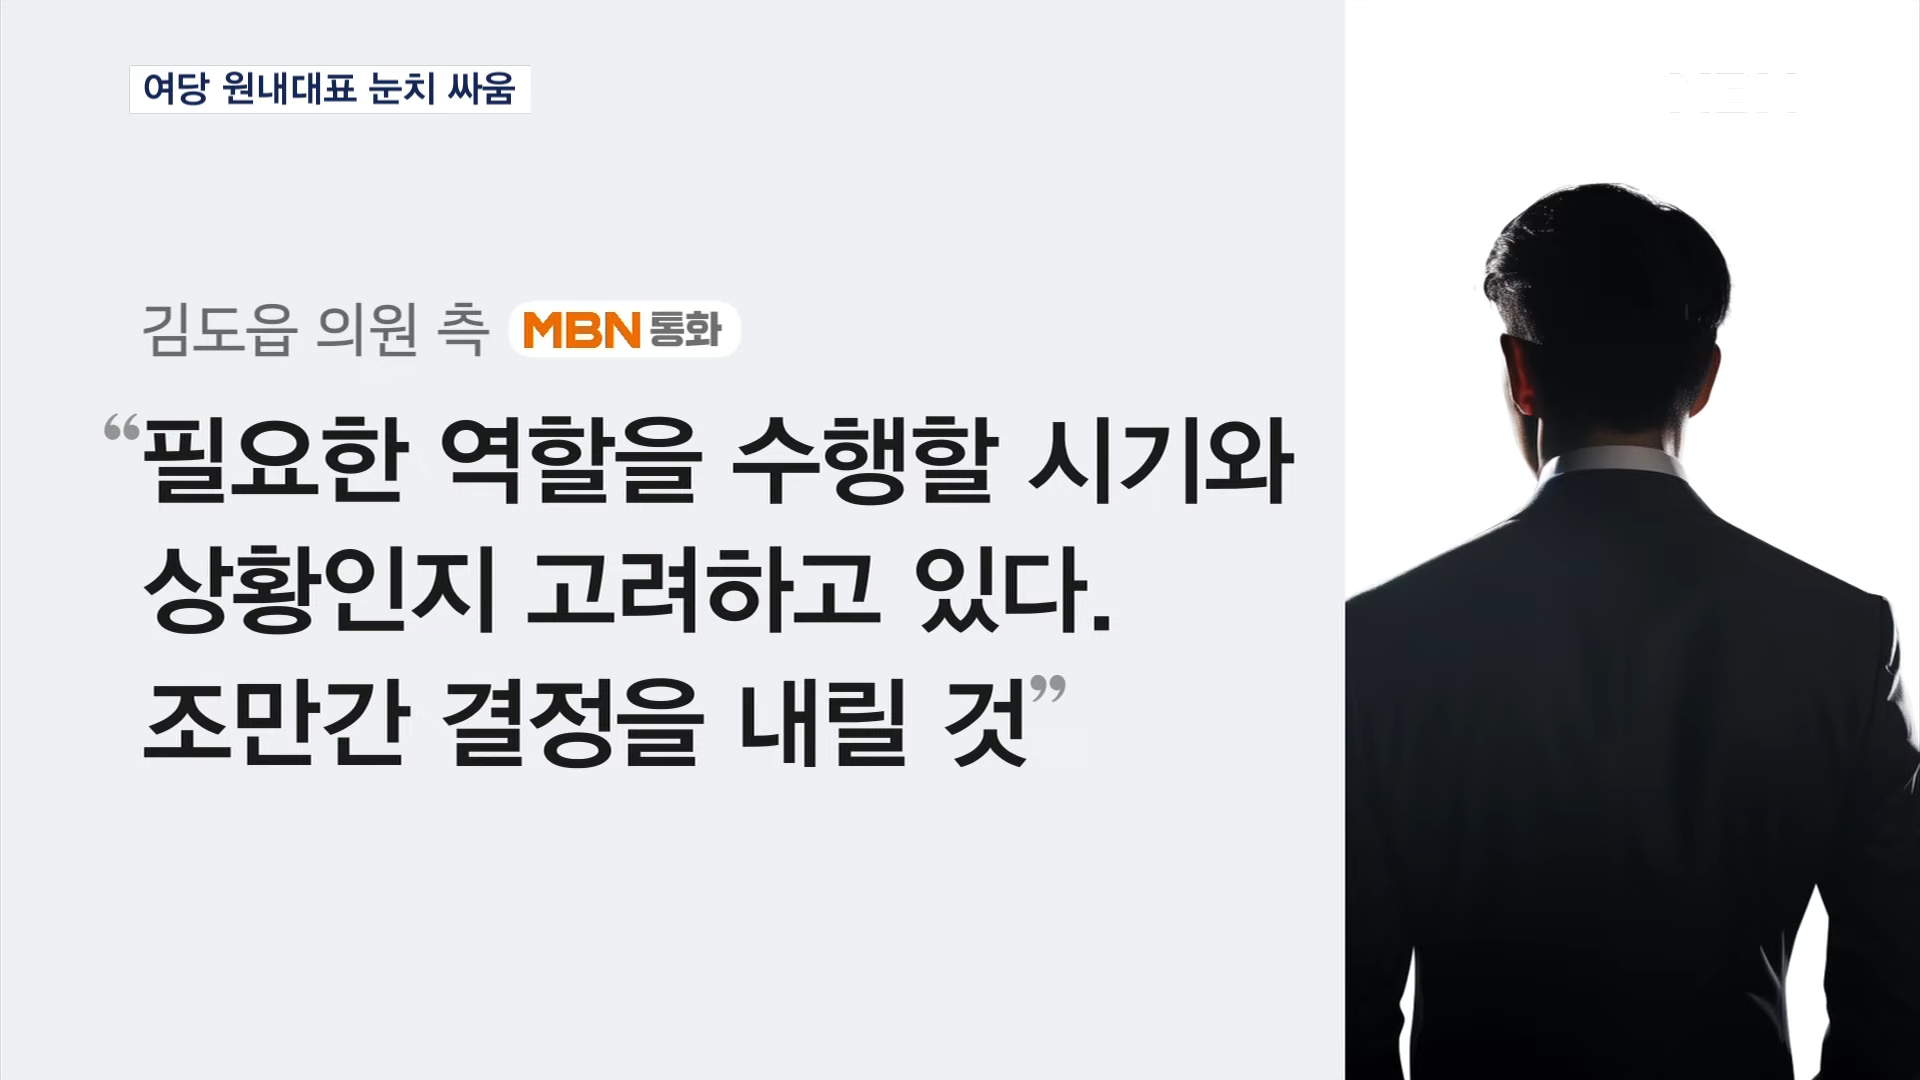 여당 원내대표 눈치 싸움
김도읍 의원 측 MBN 통화
“필요한 역할을 수행할 시기와
상황인지 고려하고 있다.
조만간 결정을 내릴 것”
MBN